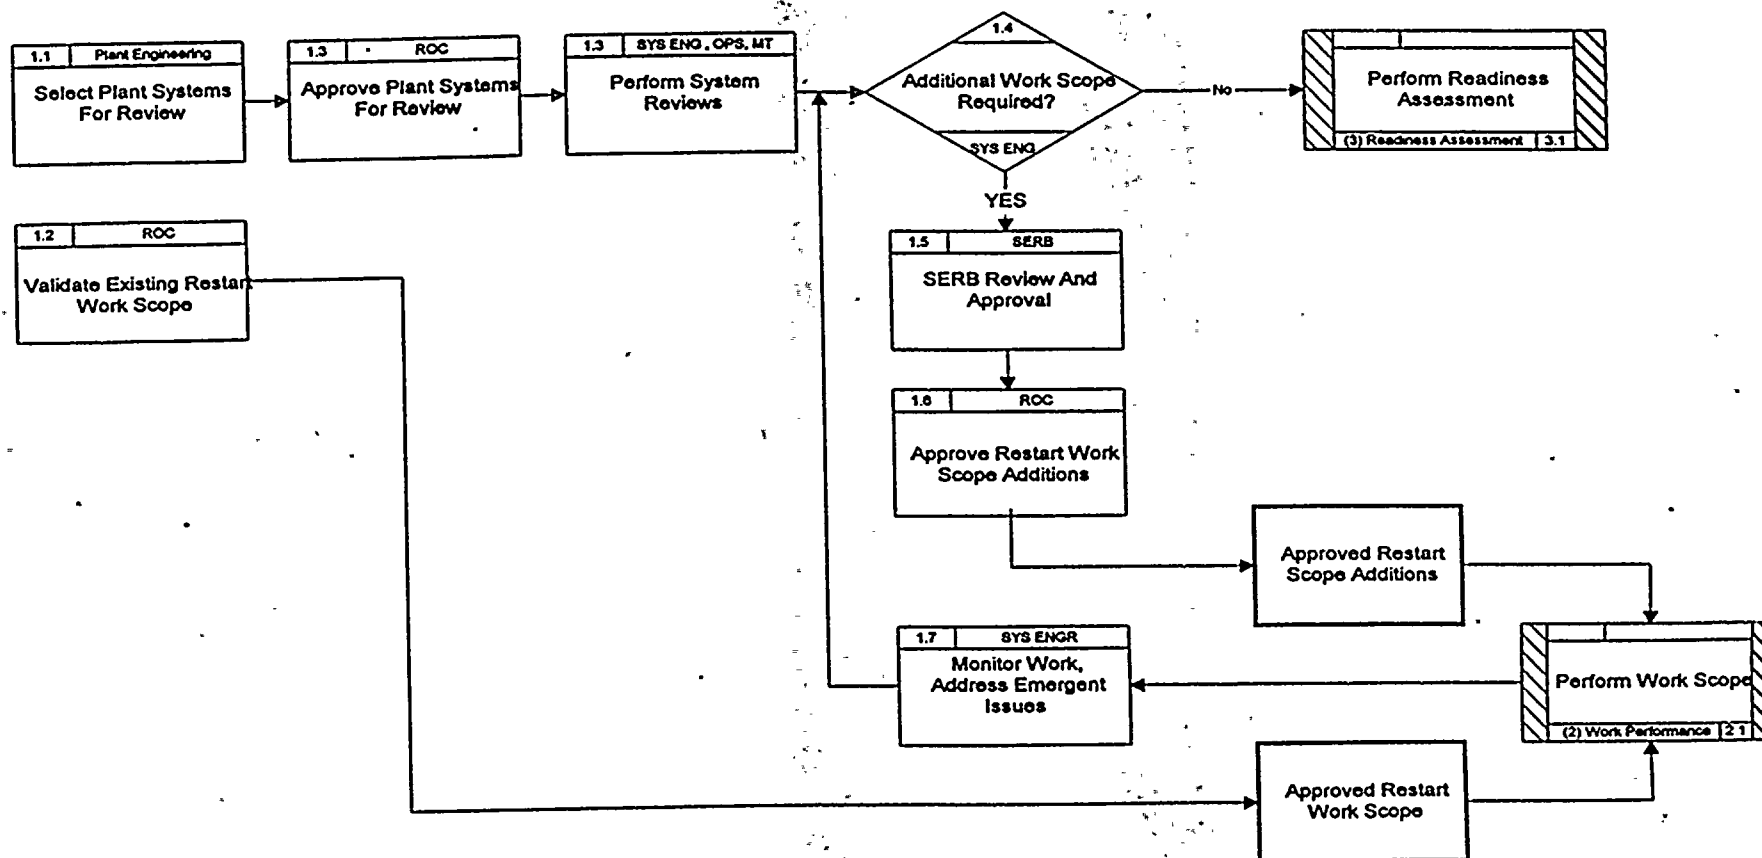 1.1 Plant Engineering
Select Plant Systems
For Review
1.3 ROC
Approve Plant Systems
For Review
1.3 SYS ENG , OPS, MT
Perform System
Reviews
1.4
Additional Work Scope
Required?
SYS ENG
No
Perform Readiness
Assessment
(3) Readiness Assessment 3.1
YES
1.2 ROC
Validate Existing Restart
Work Scope
1.5 SERB
SERB Review And
Approval
1.6 ROC
Approve Restart Work
Scope Additions
Approved Restart
Scope Additions
1.7 SYS ENGR
Monitor Work,
Address Emergent
Issues
Perform Work Scope
(2) Work Performance 2.1
Approved Restart
Work Scope